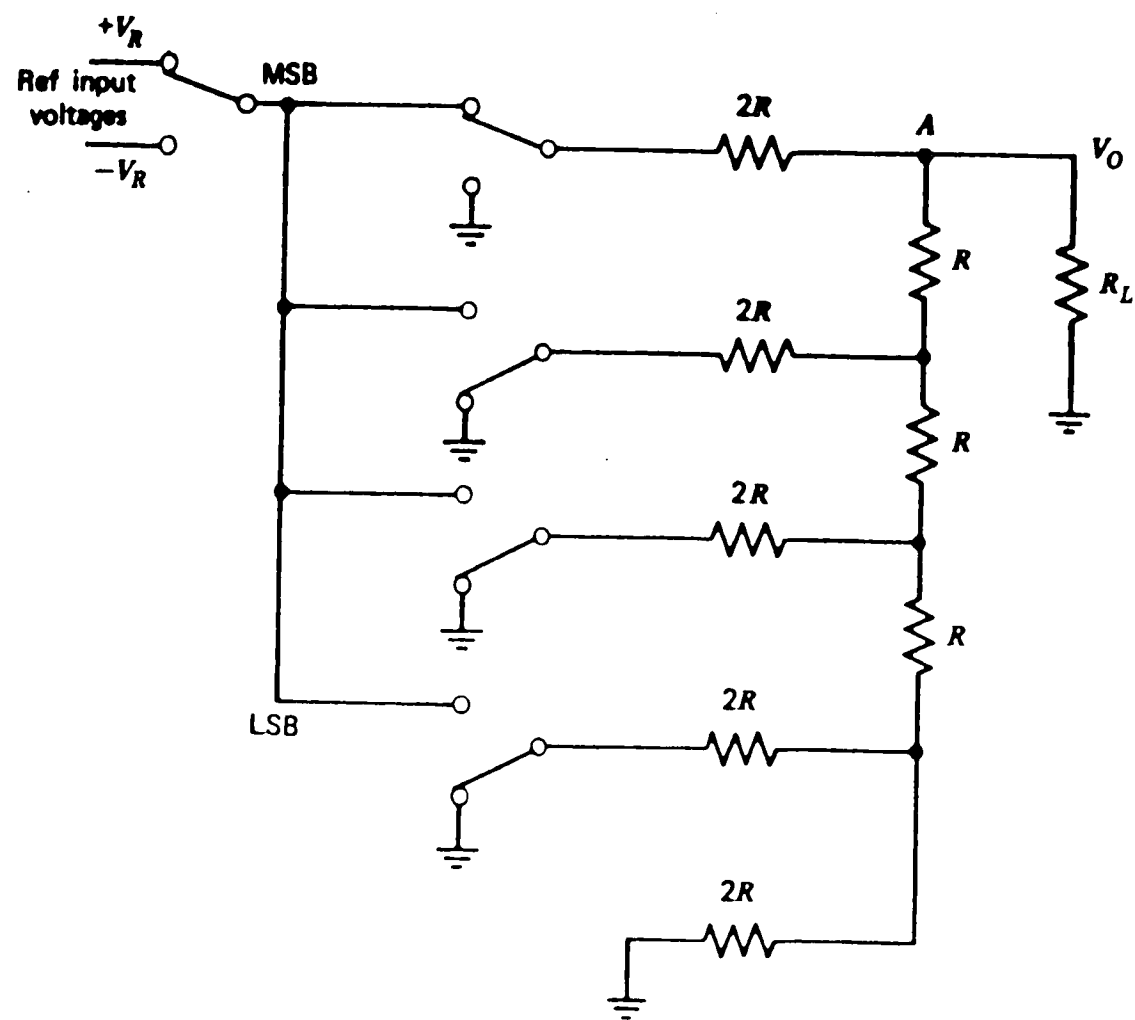 +V_R
Ref input
voltages
−V_R
MSB
2R
A
V_O
R
R_L
2R
R
2R
R
LSB
2R
2R